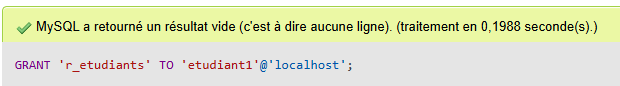 MySQL a retourné un résultat vide (c'est à dire aucune ligne). (traitement en 0,1988 seconde(s).)
GRANT 'r_etudiants' TO 'etudiant1'@'localhost';